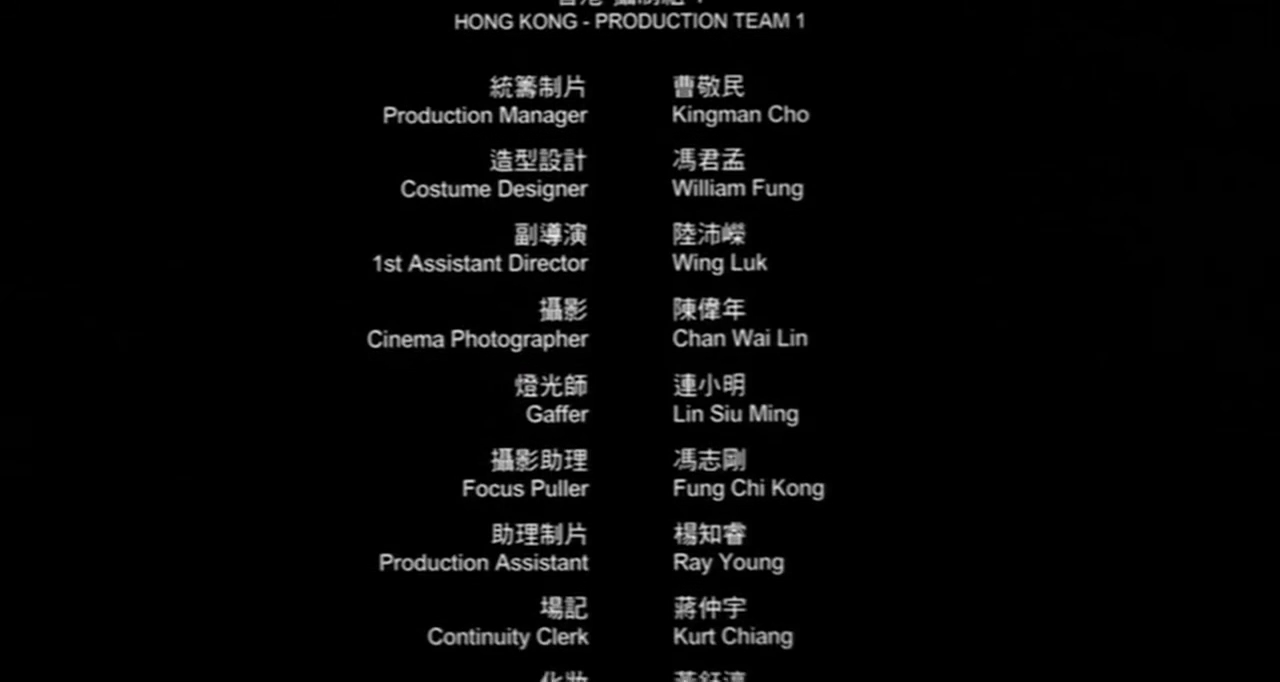 HONG KONG - PRODUCTION TEAM 1
統籌制片 曹敬民
Production Manager Kingman Cho
造型設計 馮君孟
Costume Designer William Fung
副導演 陸沛嶸
1st Assistant Director Wing Luk
攝影 陳偉年
Cinema Photographer Chan Wai Lin
燈光師 連小明
Gaffer Lin Siu Ming
攝影助理 馮志剛
Focus Puller Fung Chi Kong
助理制片 楊知睿
Production Assistant Ray Young
場記 蔣仲宇
Continuity Clerk Kurt Chiang